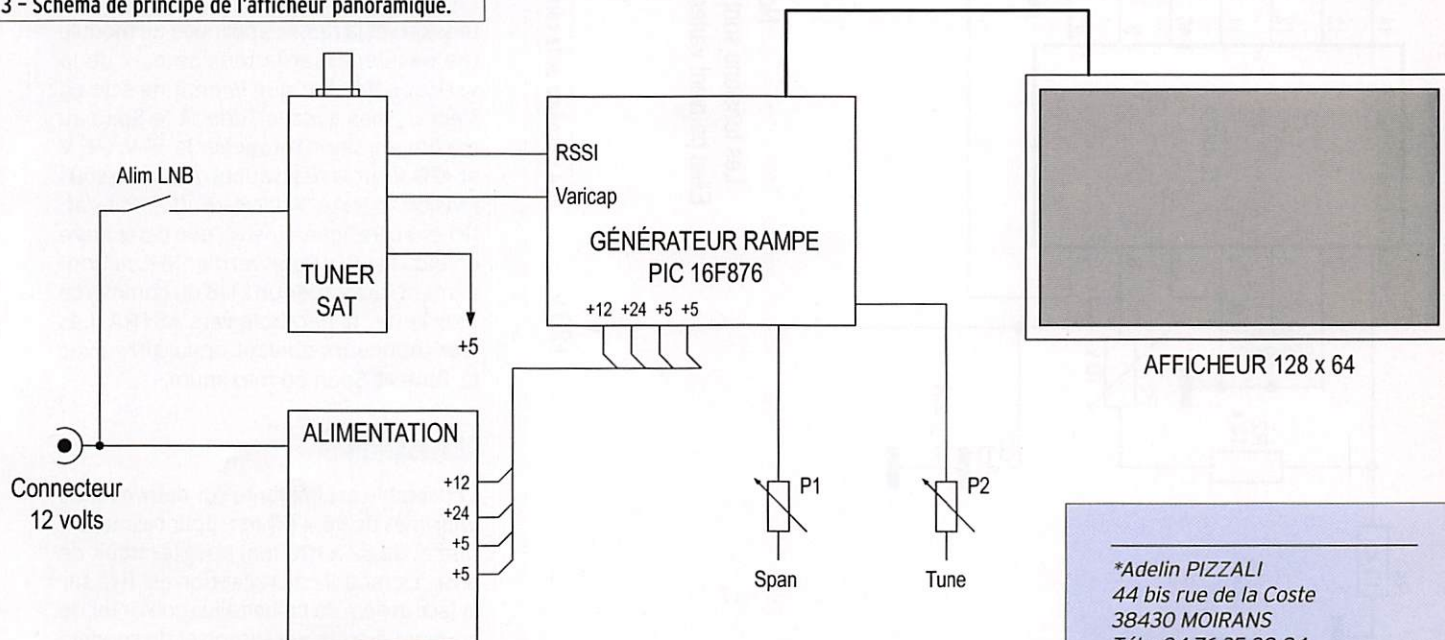 3 – Schéma de principe de l'afficheur panoramique.
Alim LNB
TUNER
SAT
+5
RSSI
Varicap
GÉNÉRATEUR RAMPE
PIC 16F876
+12 +24 +5 +5
AFFICHEUR 128 x 64
ALIMENTATION
+12
+24
+5
+5
Connecteur
12 volts
P1
Span
P2
Tune
*Adelin PIZZALI
44 bis rue de la Coste
38430 MOIRANS